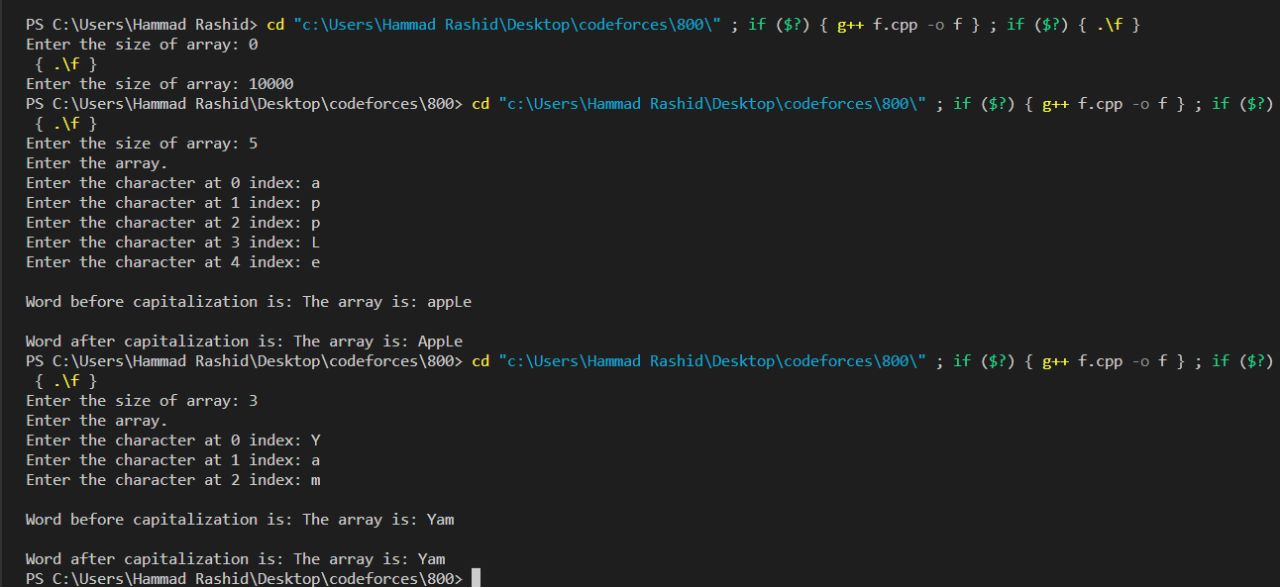 PS C:\Users\Hammad Rashid> cd "c:\Users\Hammad Rashid\Desktop\codeforces\800\" ; if ($?) { g++ f.cpp -o f } ; if ($?) { .\f }
Enter the size of array: 0
 { .\f }
Enter the size of array: 10000
PS C:\Users\Hammad Rashid\Desktop\codeforces\800> cd "c:\Users\Hammad Rashid\Desktop\codeforces\800\" ; if ($?) { g++ f.cpp -o f } ; if ($?)
 { .\f }
Enter the size of array: 5
Enter the array.
Enter the character at 0 index: a
Enter the character at 1 index: p
Enter the character at 2 index: p
Enter the character at 3 index: L
Enter the character at 4 index: e

Word before capitalization is: The array is: appLe

Word after capitalization is: The array is: AppLe
PS C:\Users\Hammad Rashid\Desktop\codeforces\800> cd "c:\Users\Hammad Rashid\Desktop\codeforces\800\" ; if ($?) { g++ f.cpp -o f } ; if ($?)
 { .\f }
Enter the size of array: 3
Enter the array.
Enter the character at 0 index: Y
Enter the character at 1 index: a
Enter the character at 2 index: m

Word before capitalization is: The array is: Yam

Word after capitalization is: The array is: Yam
PS C:\Users\Hammad Rashid\Desktop\codeforces\800>